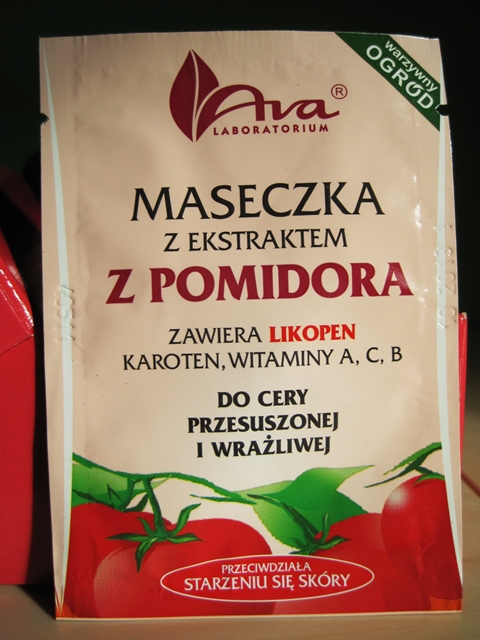 warzywny
OGRÓD
Ava®
LABORATORIUM
MASECZKA
Z EKSTRAKTEM
Z POMIDORA
ZAWIERA LIKOPEN
KAROTEN, WITAMINY A, C, B
DO CERY
PRZESUSZONEJ
I WRAŻLIWEJ
PRZECIWDZIAŁA
STARZENIU SIĘ SKÓRY